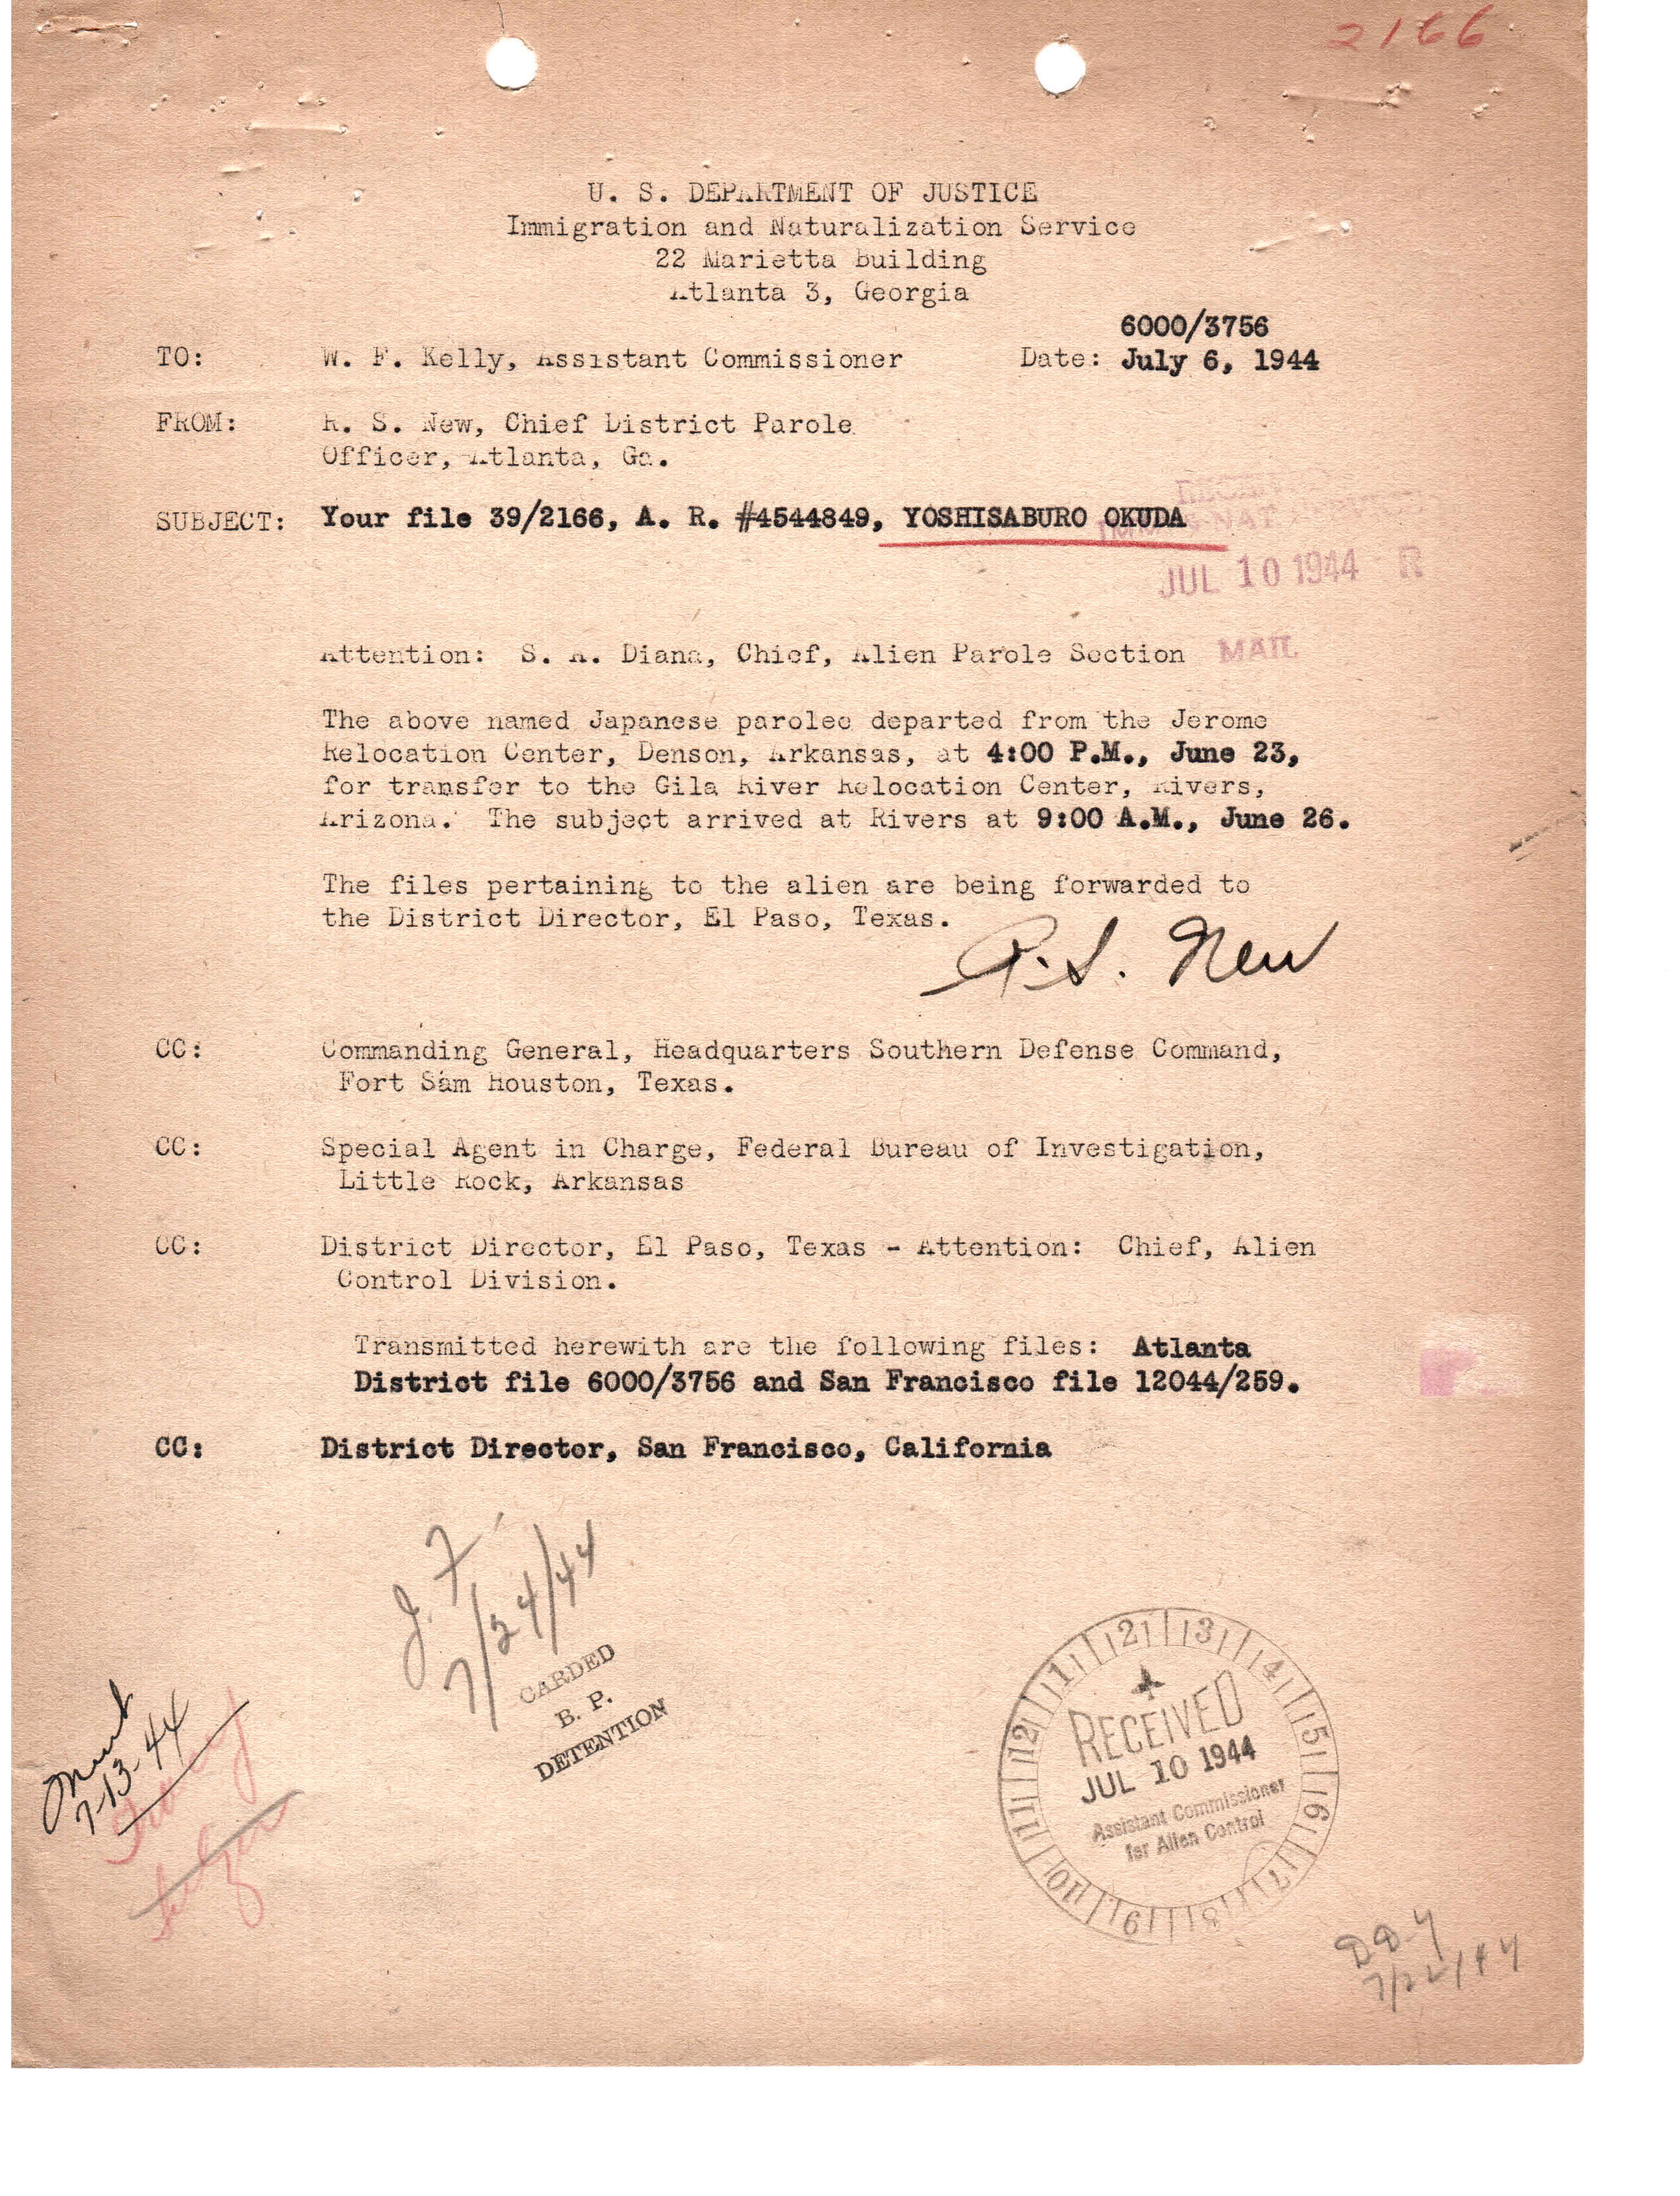 2166
U. S. DEPARTMENT OF JUSTICE
Immigration and Naturalization Service
22 Marietta Building
Atlanta 3, Georgia
6000/3756
TO: W. F. Kelly, Assistant Commissioner Date: July 6, 1944
FROM: R. S. New, Chief District Parole
Officer, Atlanta, Ga.
SUBJECT: Your file 39/2166, A. R. #4544849, YOSHISABURO OKUDA
JUL 10 1944 R
Attention: S. A. Diana, Chief, Alien Parole Section MAIL
The above named Japanese parolee departed from the Jerome
Relocation Center, Denson, Arkansas, at 4:00 P.M., June 23,
for transfer to the Gila River Relocation Center, Rivers,
Arizona. The subject arrived at Rivers at 9:00 A.M., June 26.
The files pertaining to the alien are being forwarded to
the District Director, El Paso, Texas.
R. S. New
CC: Commanding General, Headquarters Southern Defense Command,
Fort Sam Houston, Texas.
CC: Special Agent in Charge, Federal Bureau of Investigation,
Little Rock, Arkansas
CC: District Director, El Paso, Texas - Attention: Chief, Alien
Control Division.
Transmitted herewith are the following files: Atlanta
District file 6000/3756 and San Francisco file 12044/259.
CC: District Director, San Francisco, California
J. F.
7/24/44
CARDED
B. P.
DETENTION
7-13-44
12 1 2 3 4 5 6 7 8 9 10 11
RECEIVED
JUL 10 1944
Assistant Commissioner
for Alien Control
7/22/44